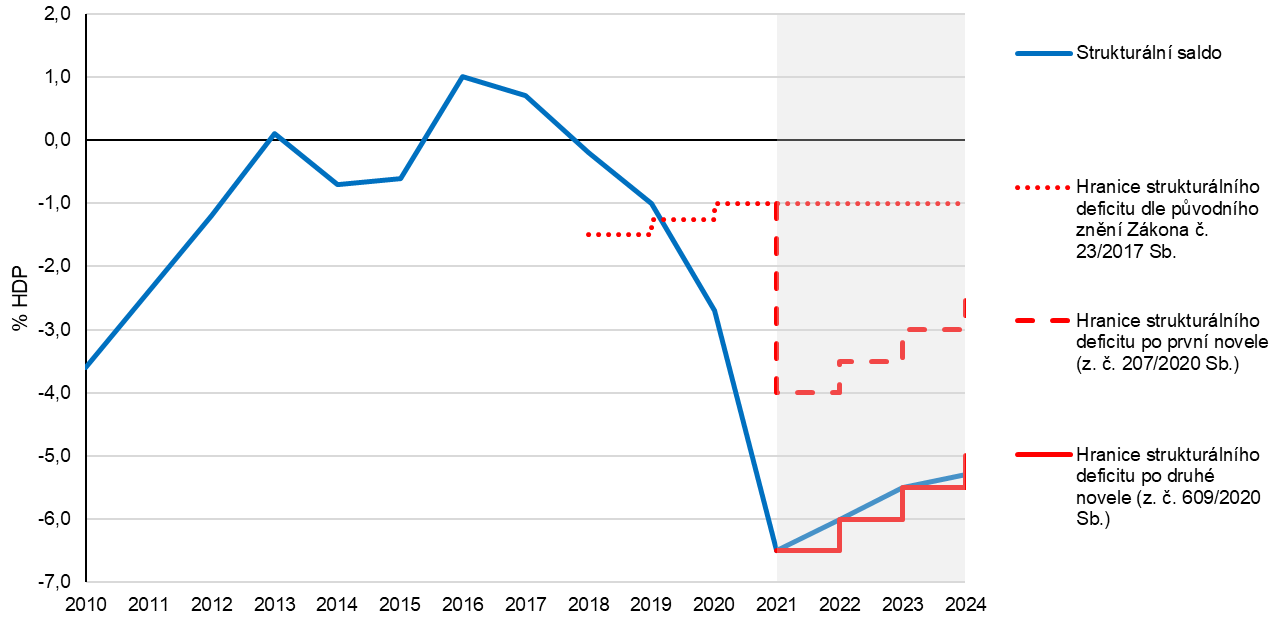 2,0
1,0
0,0
-1,0
-2,0
-3,0
-4,0
-5,0
-6,0
-7,0
% HDP
2010 2011 2012 2013 2014 2015 2016 2017 2018 2019 2020 2021 2022 2023 2024
Strukturální saldo
Hranice strukturálního
deficitu dle původního
znění Zákona č.
23/2017 Sb.
Hranice strukturálního
deficitu po první novele
(z. č. 207/2020 Sb.)
Hranice strukturálního
deficitu po druhé
novele (z. č. 609/2020
Sb.)